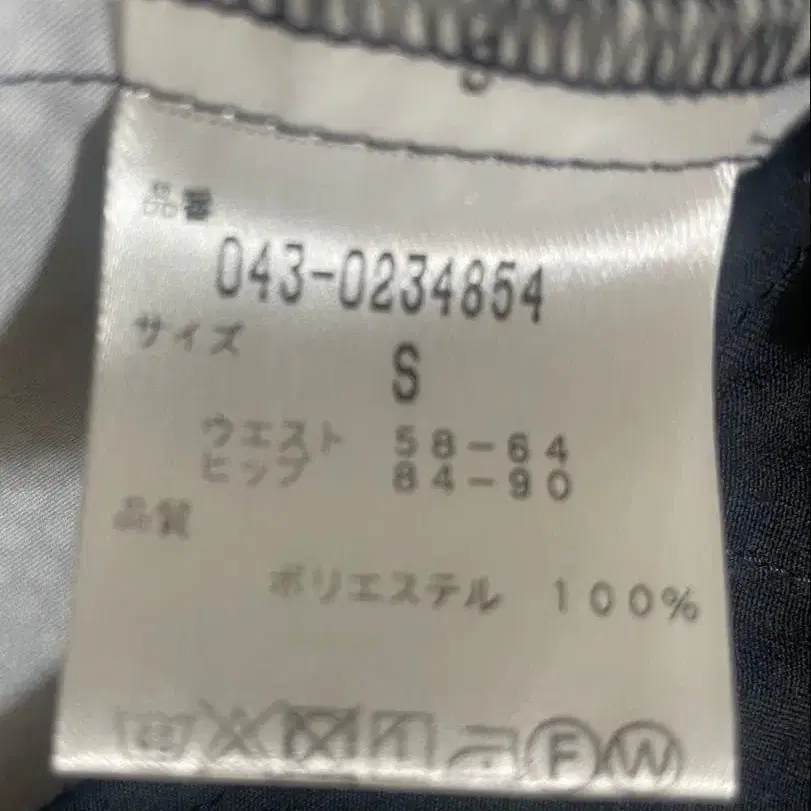 品番
043-0234854
サイズ
S
ウエスト 58-64
ヒップ 84-90
品質
ポリエステル 100%
F W